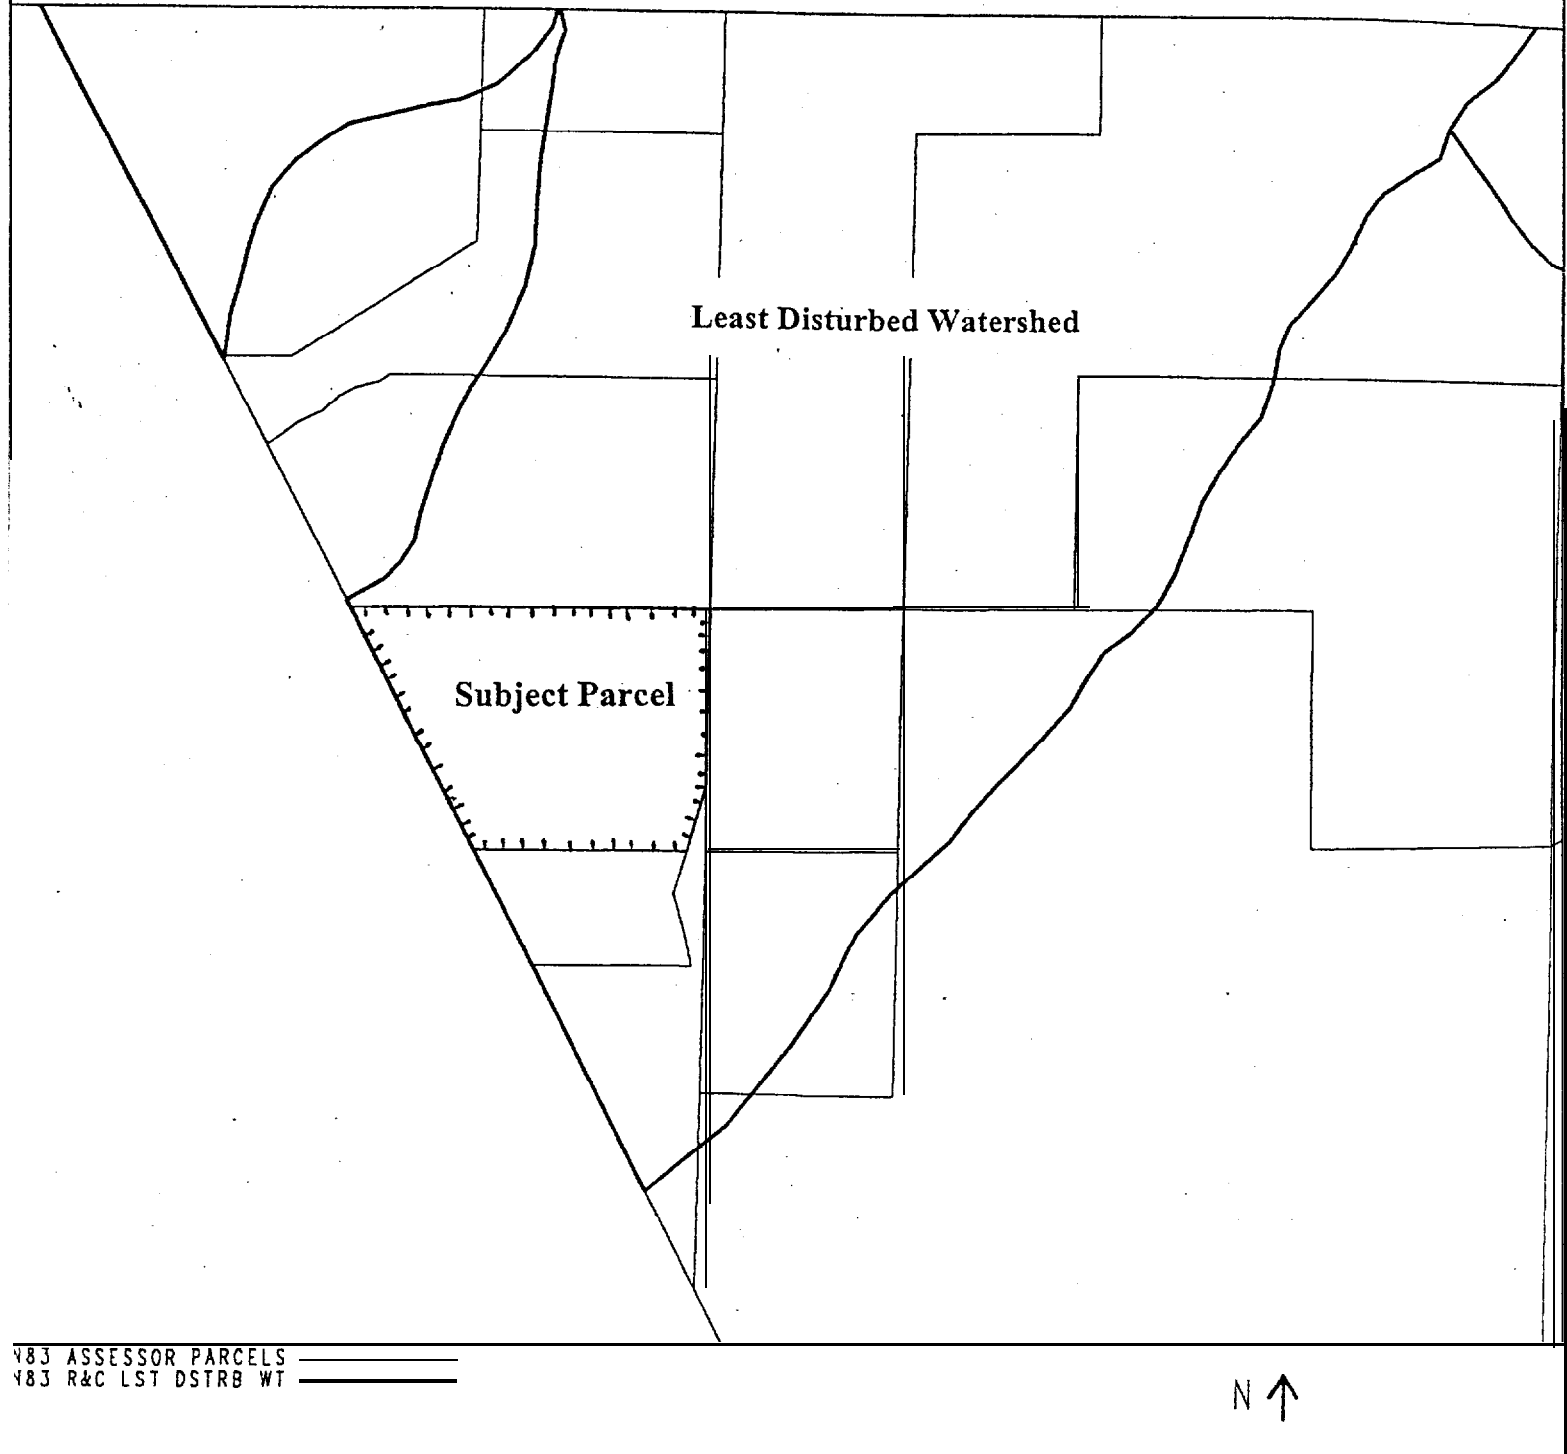 Least Disturbed Watershed
Subject Parcel
N83 ASSESSOR PARCELS
N83 R&C LST DSTRB WT
N